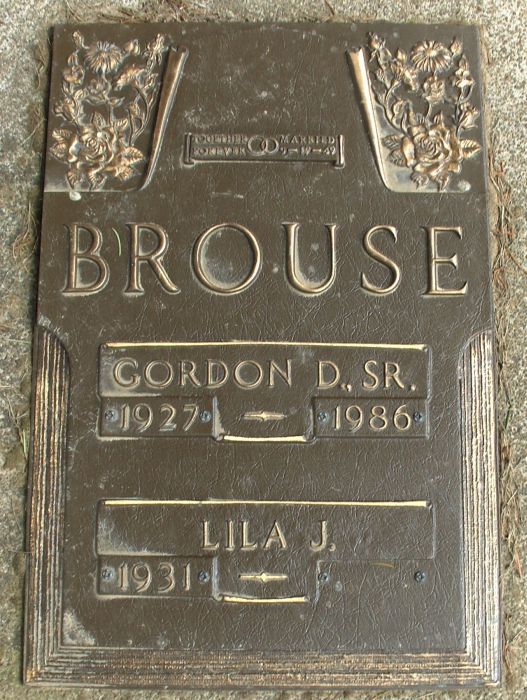 TOGETHER MARRIED
FOREVER
BROUSE
GORDON D., SR.
1927 1986
LILA J.
1931